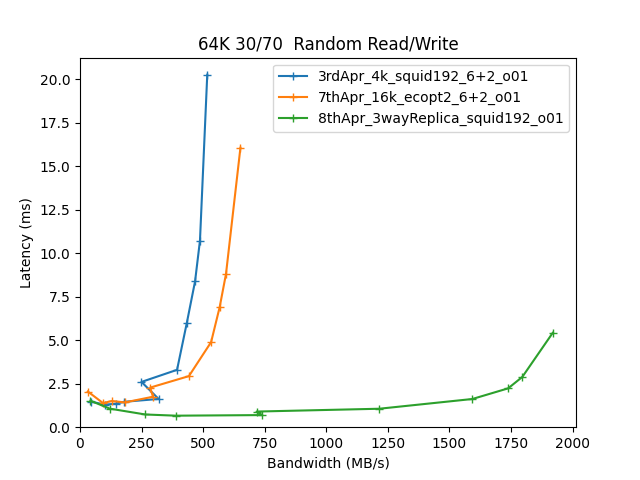 64K 30/70  Random Read/Write
3rdApr_4k_squid192_6+2_o01
7thApr_16k_ecopt2_6+2_o01
8thApr_3wayReplica_squid192_o01
Latency (ms)
20.0
17.5
15.0
12.5
10.0
7.5
5.0
2.5
0.0
0 250 500 750 1000 1250 1500 1750 2000
Bandwidth (MB/s)